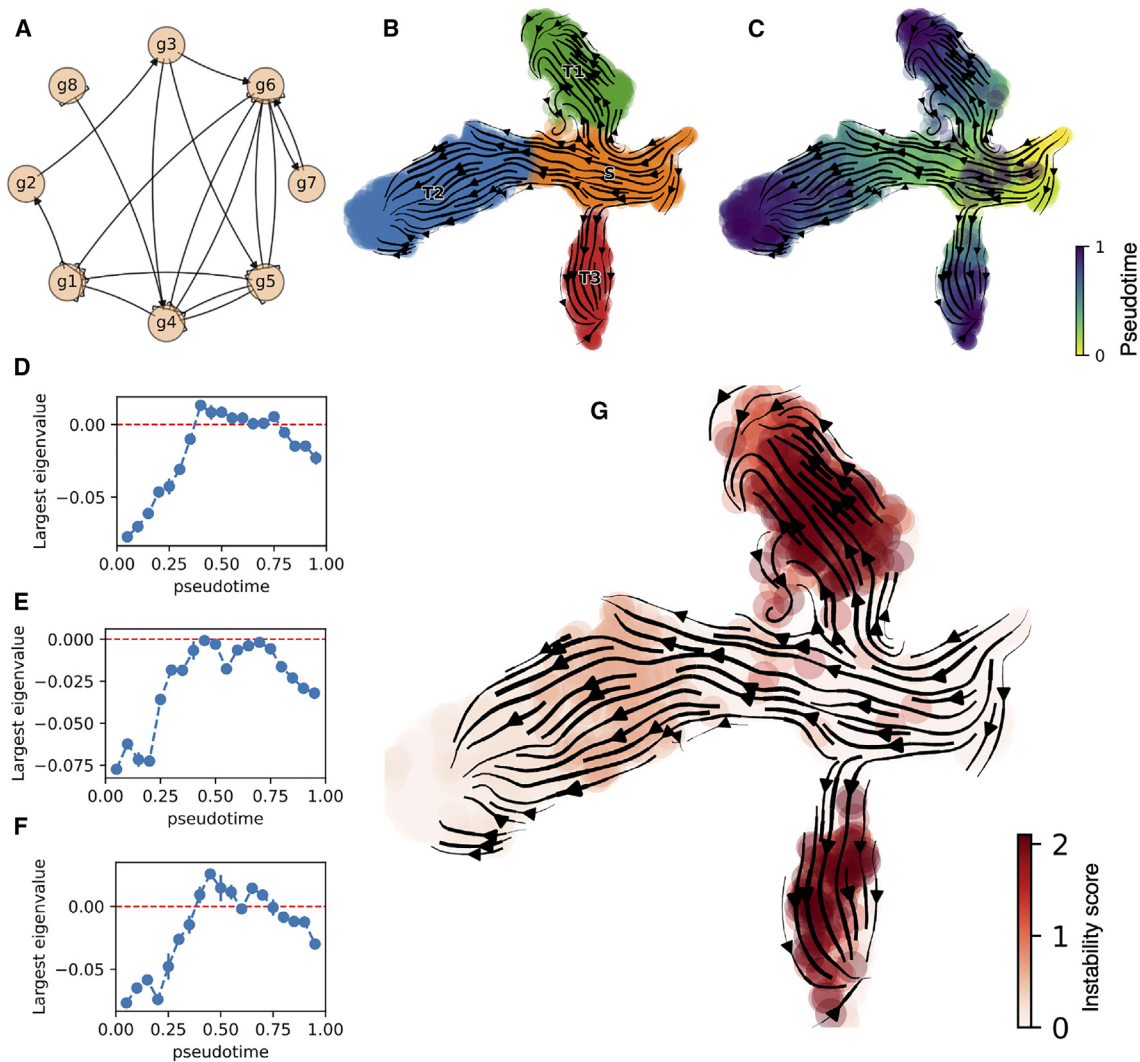 A
B
C
g3
g8
g6
g2
g7
g1
g5
g4
T1
S
T2
T3
1
0
Pseudotime
D
Largest eigenvalue
0.00
−0.05
0.00 0.25 0.50 0.75 1.00
pseudotime
E
Largest eigenvalue
0.000
−0.025
−0.050
−0.075
0.00 0.25 0.50 0.75 1.00
pseudotime
F
Largest eigenvalue
0.00
−0.05
0.00 0.25 0.50 0.75 1.00
pseudotime
G
2
1
0
Instability score